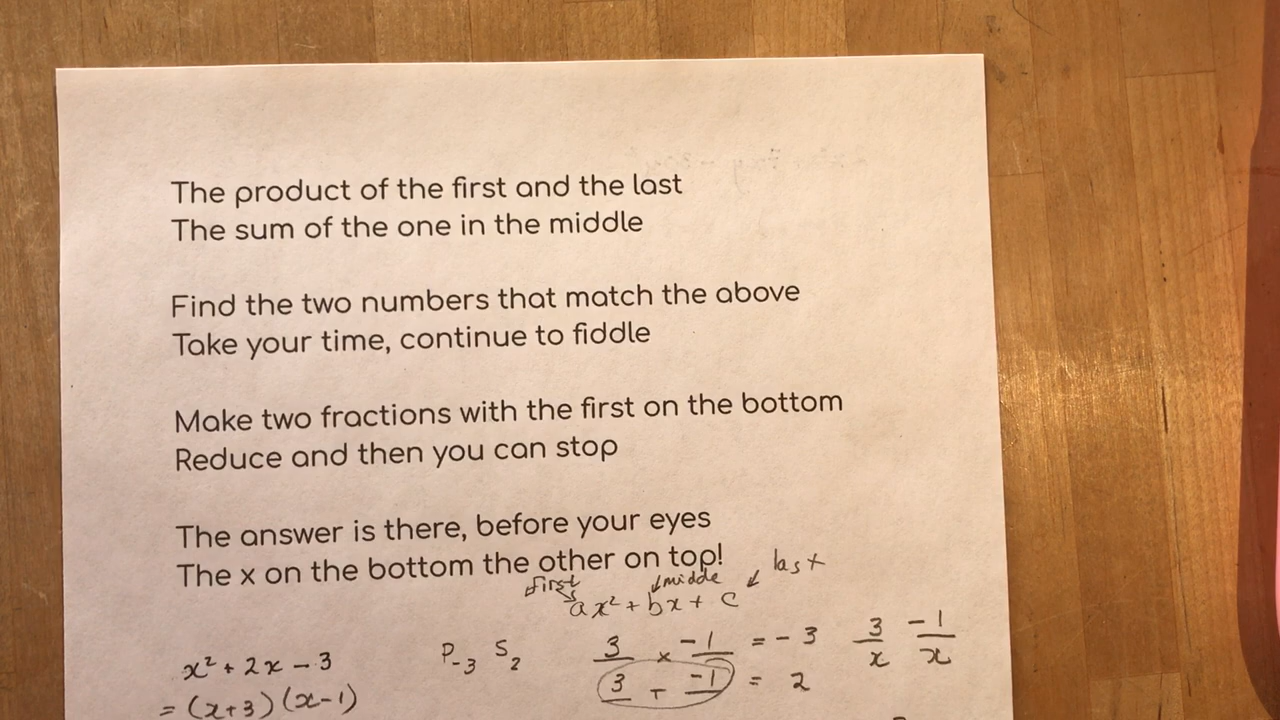 The product of the first and the last
The sum of the one in the middle
Find the two numbers that match the above
Take your time, continue to fiddle
Make two fractions with the first on the bottom
Reduce and then you can stop
The answer is there, before your eyes
The x on the bottom the other on top!
first middle last
ax² + bx + c
x² + 2x - 3 P₋₃ S₂ 3 × -1 = -3 3/x -1/x
= (x+3)(x-1) 3 + -1 = 2